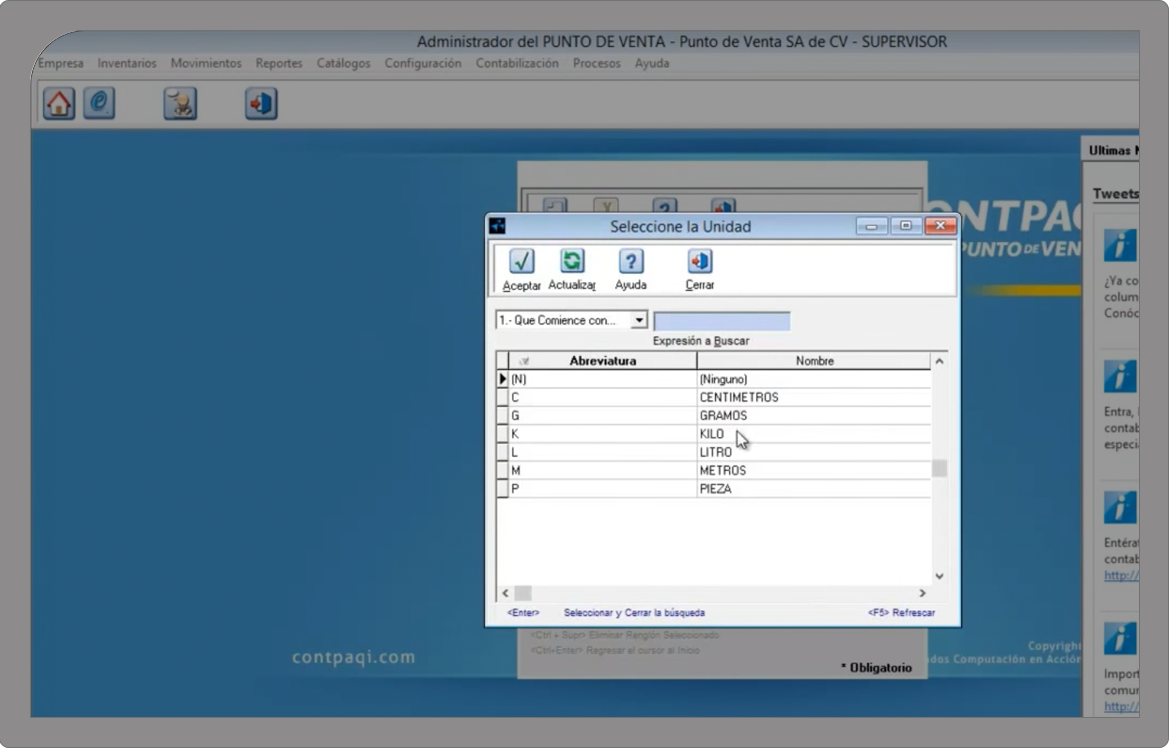 Administrador del PUNTO DE VENTA - Punto de Venta SA de CV - SUPERVISOR
Empresa Inventarios Movimientos Reportes Catálogos Configuración Contabilización Procesos Ayuda
Ultimas
Tweets
Seleccione la Unidad
Aceptar Actualizar Ayuda Cerrar
1.- Que Comience con...
Expresión a Buscar
Abreviatura Nombre
(N) (Ninguno)
C CENTIMETROS
G GRAMOS
K KILO
L LITRO
M METROS
P PIEZA
<Enter> Seleccionar y Cerrar la búsqueda <F5> Refrescar
<Ctrl + Supr> Eliminar Renglón Seleccionado
<Ctrl+Enter> Regresar el cursor al Inicio
* Obligatorio
contpaqi.com
ONTPAQ
PUNTO DE VEN
Copyright
dos Computación en Acción
¿Ya co
colum
Conóc
Entra,
contab
especi
Entérat
contab
http://
Import
comun
http://